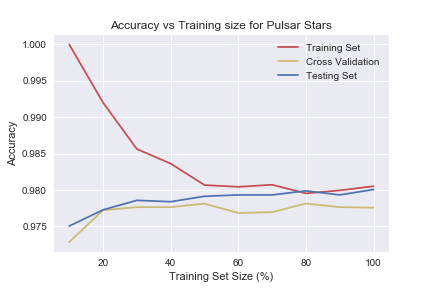 Accuracy vs Training size for Pulsar Stars
1.000
0.995
0.990
0.985
0.980
0.975
Accuracy
Training Set
Cross Validation
Testing Set
20 40 60 80 100
Training Set Size (%)